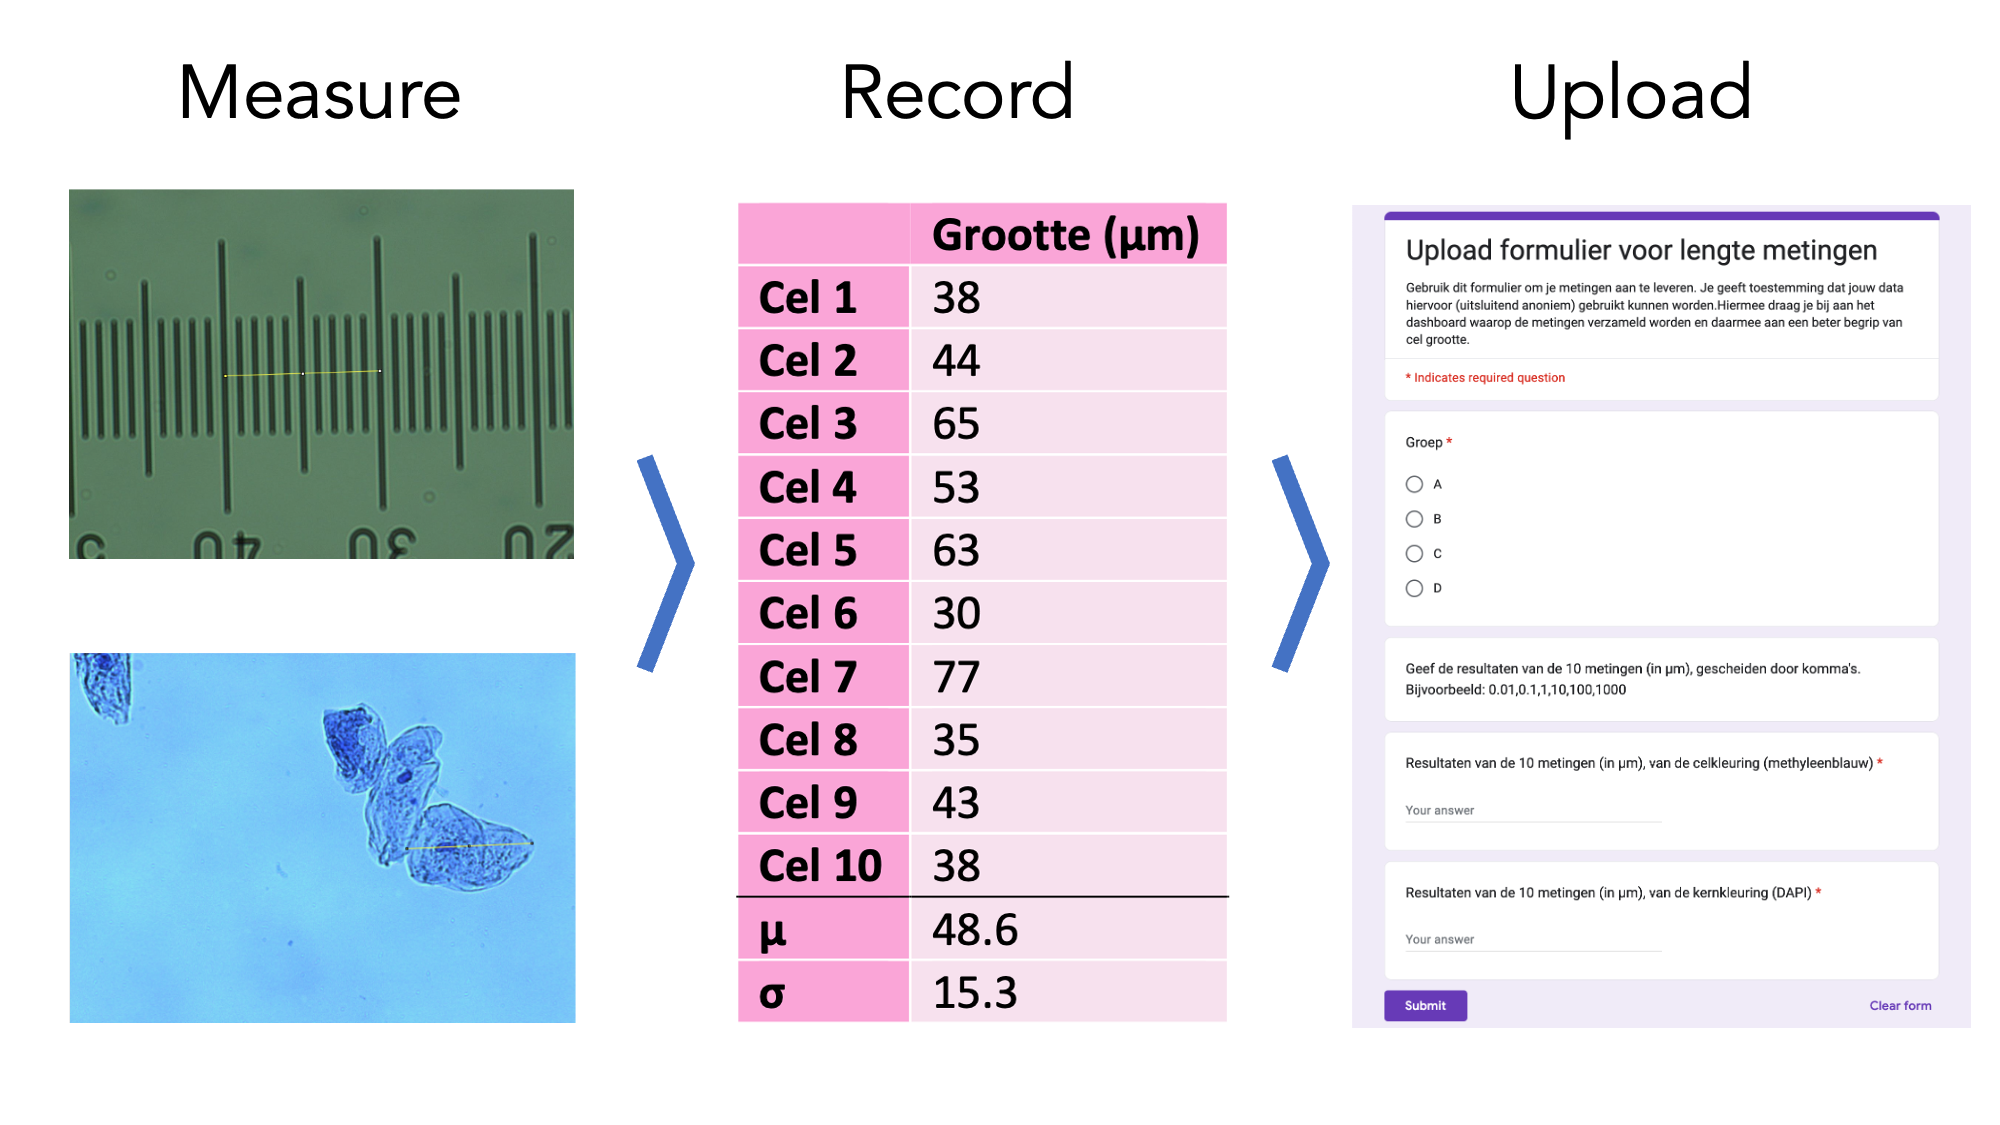 Measure
Record
Upload
40
30
20
Grootte (µm)
Cel 1 38
Cel 2 44
Cel 3 65
Cel 4 53
Cel 5 63
Cel 6 30
Cel 7 77
Cel 8 35
Cel 9 43
Cel 10 38
µ 48.6
σ 15.3
Upload formulier voor lengte metingen
Gebruik dit formulier om je metingen aan te leveren. Je geeft toestemming dat jouw data
hiervoor (uitsluitend anoniem) gebruikt kunnen worden.Hiermee draag je bij aan het
dashboard waarop de metingen verzameld worden en daarmee aan een beter begrip van
cel grootte.
* Indicates required question
Groep *
A
B
C
D
Geef de resultaten van de 10 metingen (in µm), gescheiden door komma's.
Bijvoorbeeld: 0.01,0.1,1,10,100,1000
Resultaten van de 10 metingen (in µm), van de celkleuring (methyleenblauw) *
Your answer
Resultaten van de 10 metingen (in µm), van de kernkleuring (DAPI) *
Your answer
Submit
Clear form